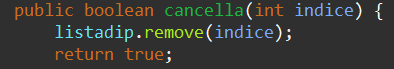 public boolean cancella(int indice) {
listadip.remove(indice);
return true;